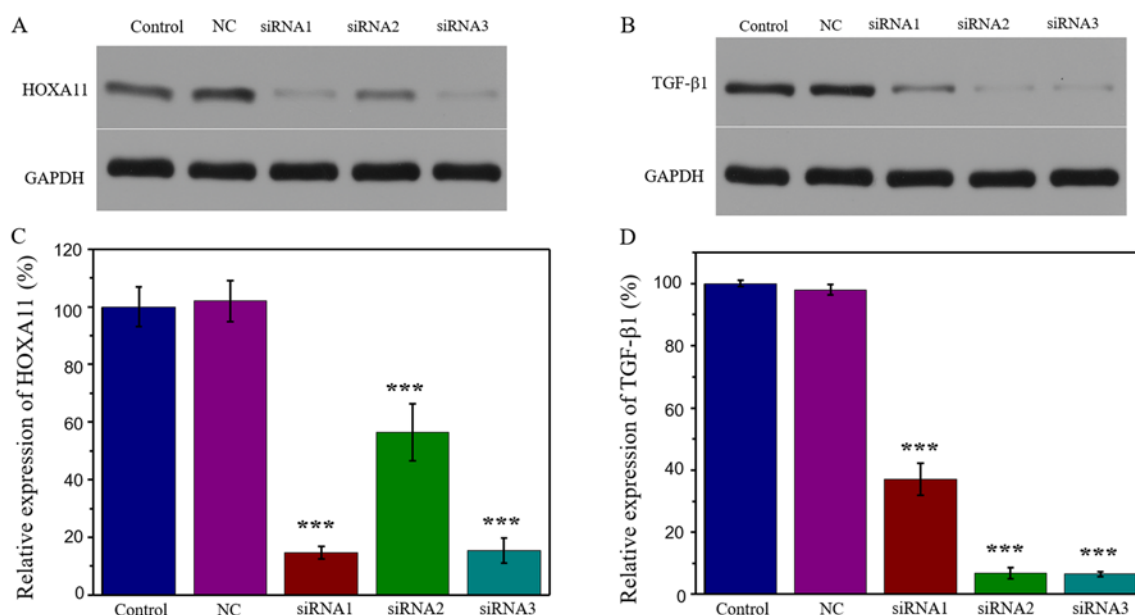 A
Control NC siRNA1 siRNA2 siRNA3
HOXA11
GAPDH
B
Control NC siRNA1 siRNA2 siRNA3
TGF-β1
GAPDH
C
Relative expression of HOXA11 (%)
120
100
80
60
40
20
0
***
***
***
Control NC siRNA1 siRNA2 siRNA3
D
Relative expression of TGF-β1 (%)
100
80
60
40
20
0
***
***
***
Control NC siRNA1 siRNA2 siRNA3